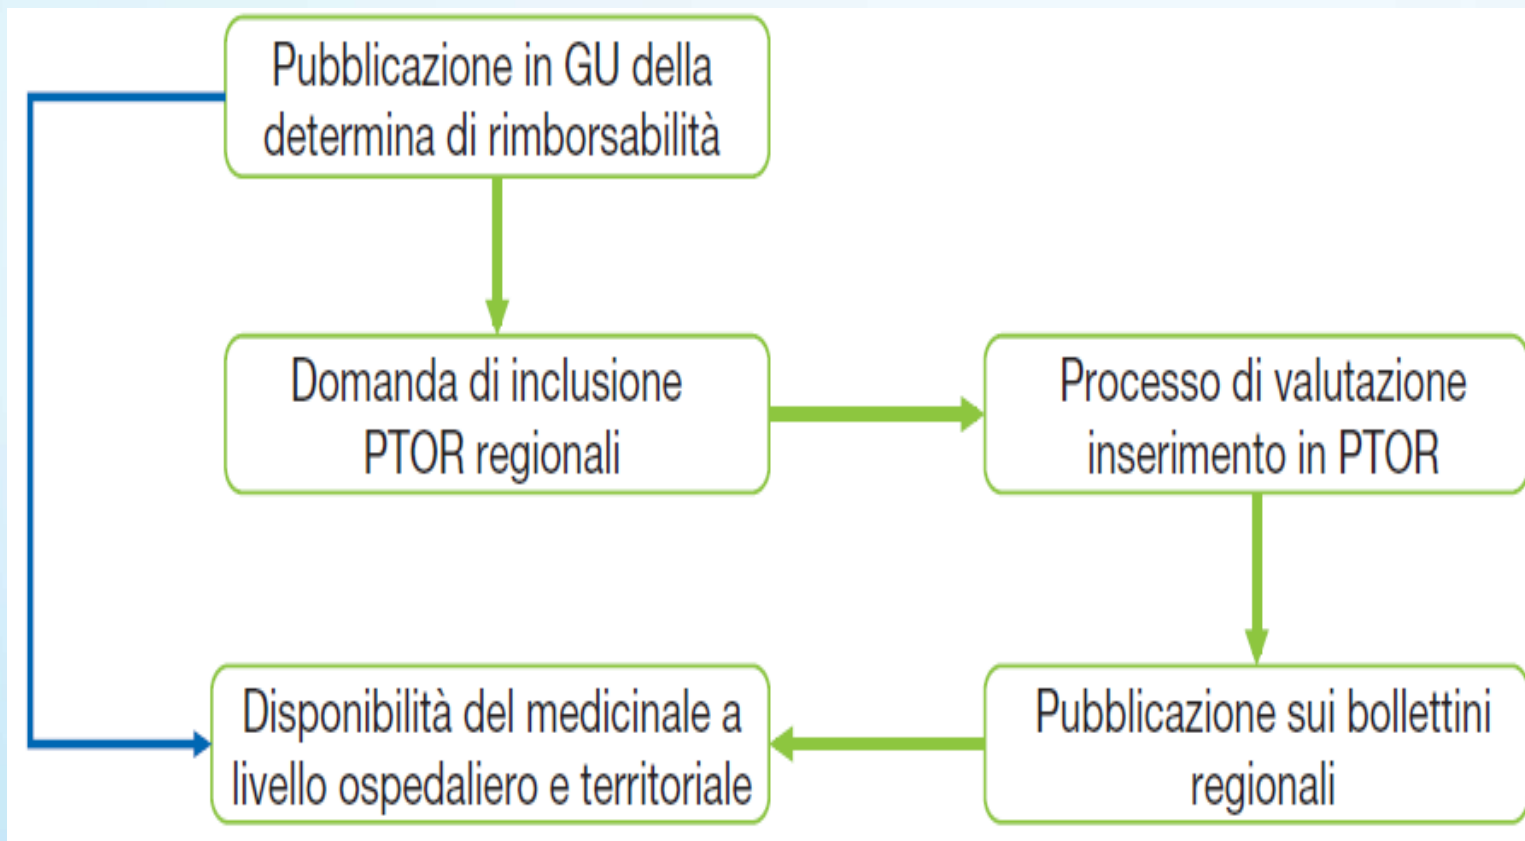 Pubblicazione in GU della
determina di rimborsabilità
Domanda di inclusione
PTOR regionali
Processo di valutazione
inserimento in PTOR
Disponibilità del medicinale a
livello ospedaliero e territoriale
Pubblicazione sui bollettini
regionali